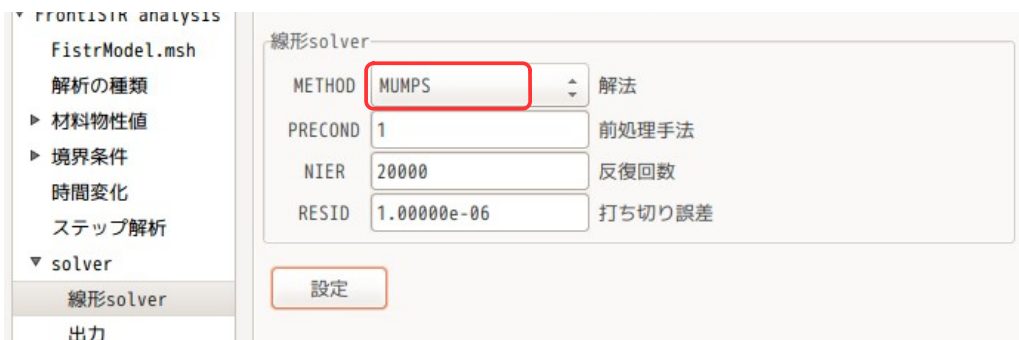 FrontISTR analysis
FistrModel.msh
解析の種類
材料物性値
境界条件
時間変化
ステップ解析
solver
線形solver
出力
線形solver
METHOD MUMPS 解法
PRECOND 1 前処理手法
NIER 20000 反復回数
RESID 1.00000e-06 打ち切り誤差
設定